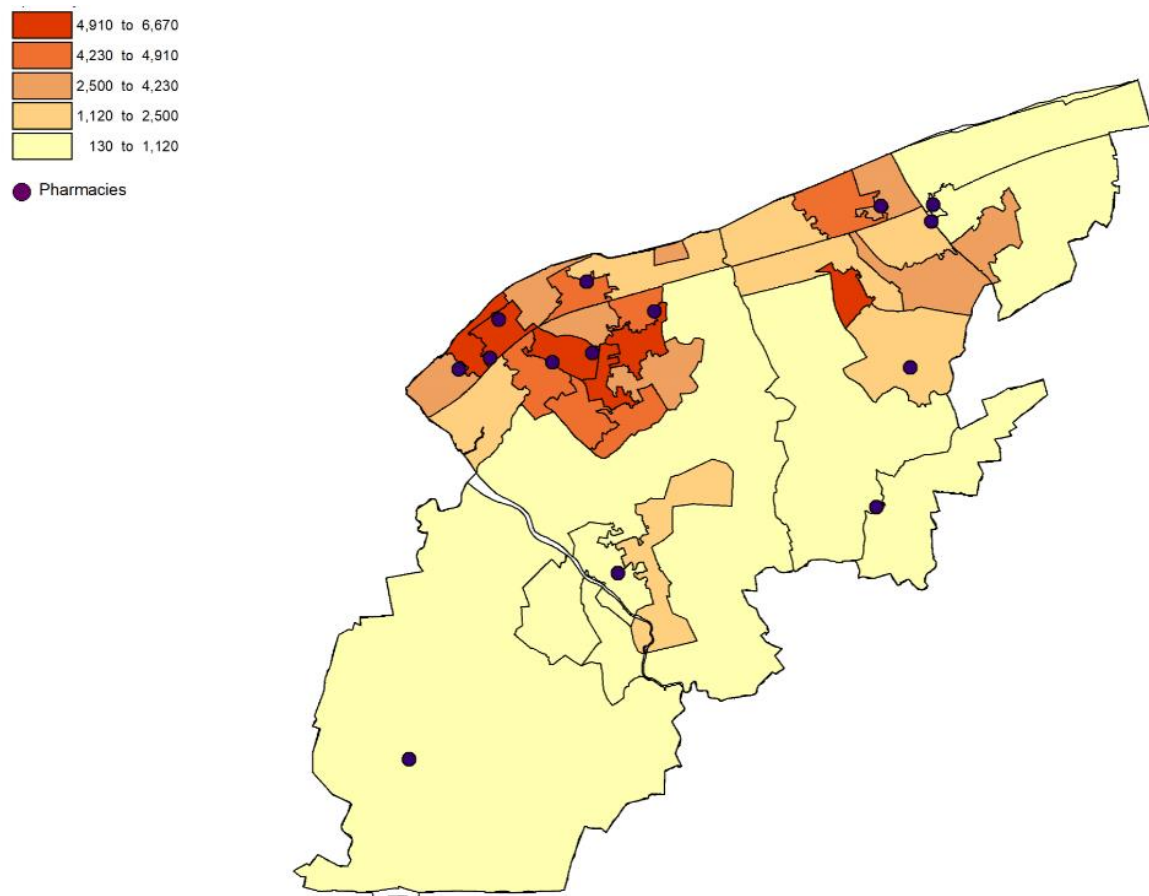 4,910 to 6,670
4,230 to 4,910
2,500 to 4,230
1,120 to 2,500
130 to 1,120
Pharmacies